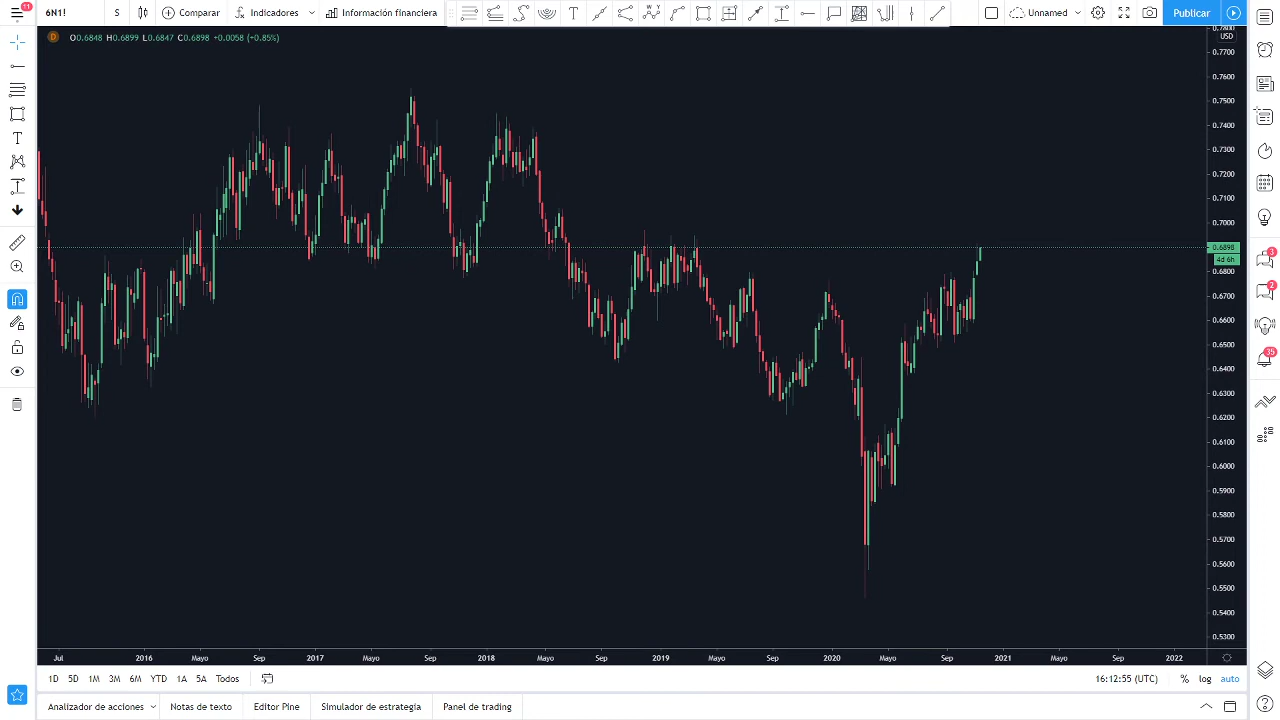 11
6N1!
S
Comparar
Indicadores
Información financiera
Unnamed
Publicar
D
O0.6848 H0.6899 L0.6847 C0.6898 +0.0058 (+0.85%)
USD
0.7700
0.7600
0.7500
0.7400
0.7300
0.7200
0.7100
0.7000
0.6898
4d 6h
0.6800
0.6700
0.6600
0.6500
0.6400
0.6300
0.6200
0.6100
0.6000
0.5900
0.5800
0.5700
0.5600
0.5500
0.5400
0.5300
3
2
35
Jul 2016 Mayo Sep 2017 Mayo Sep 2018 Mayo Sep 2019 Mayo Sep 2020 Mayo Sep 2021 Mayo Sep 2022
1D 5D 1M 3M 6M YTD 1A 5A Todos
16:12:55 (UTC)
% log auto
Analizador de acciones
Notas de texto
Editor Pine
Simulador de estrategia
Panel de trading